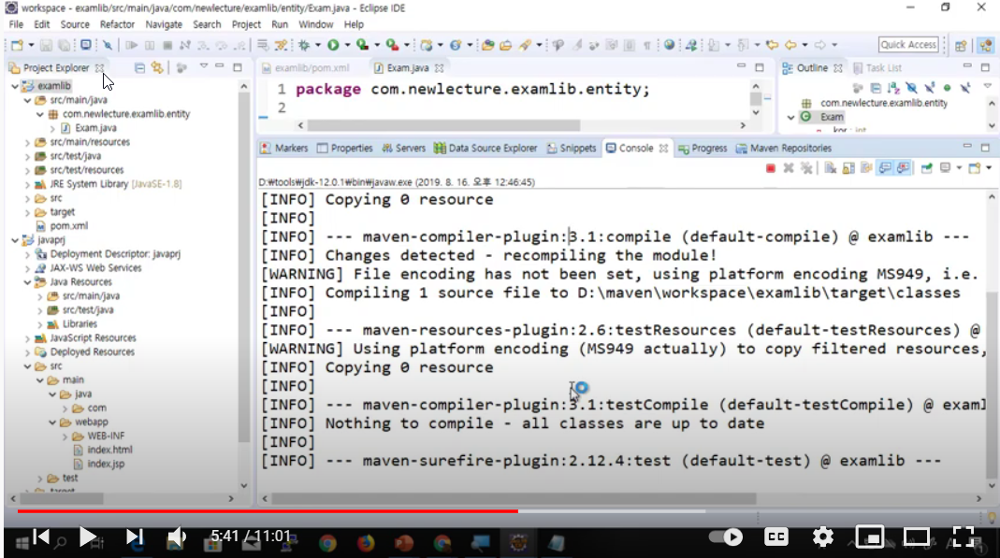 workspace - examlib/src/main/java/com/newlecture/examlib/entity/Exam.java - Eclipse IDE
File Edit Source Refactor Navigate Search Project Run Window Help
Quick Access
Project Explorer
examlib/pom.xml
Exam.java
Outline
Task List
examlib
src/main/java
com.newlecture.examlib.entity
Exam.java
src/main/resources
src/test/java
src/test/resources
JRE System Library [JavaSE-1.8]
src
target
pom.xml
javaprj
Deployment Descriptor: javaprj
JAX-WS Web Services
Java Resources
src/main/java
src/test/java
Libraries
JavaScript Resources
Deployed Resources
src
main
java
com
webapp
WEB-INF
index.html
index.jsp
test
target
1 package com.newlecture.examlib.entity;
2
com.newlecture.examlib.entity
Exam
kor : int
Markers Properties Servers Data Source Explorer Snippets Console Progress Maven Repositories
D:₩tools₩jdk-12.0.1₩bin₩javaw.exe (2019. 8. 16. 오후 12:46:45)
[INFO] Copying 0 resource
[INFO]
[INFO] --- maven-compiler-plugin:3.1:compile (default-compile) @ examlib ---
[INFO] Changes detected - recompiling the module!
[WARNING] File encoding has not been set, using platform encoding MS949, i.e.
[INFO] Compiling 1 source file to D:\maven\workspace\examlib\target\classes
[INFO]
[INFO] --- maven-resources-plugin:2.6:testResources (default-testResources) @
[WARNING] Using platform encoding (MS949 actually) to copy filtered resources,
[INFO] Copying 0 resource
[INFO]
[INFO] --- maven-compiler-plugin:3.1:testCompile (default-testCompile) @ examl
[INFO] Nothing to compile - all classes are up to date
[INFO]
[INFO] --- maven-surefire-plugin:2.12.4:test (default-test) @ examlib ---
5:41 / 11:01
CC